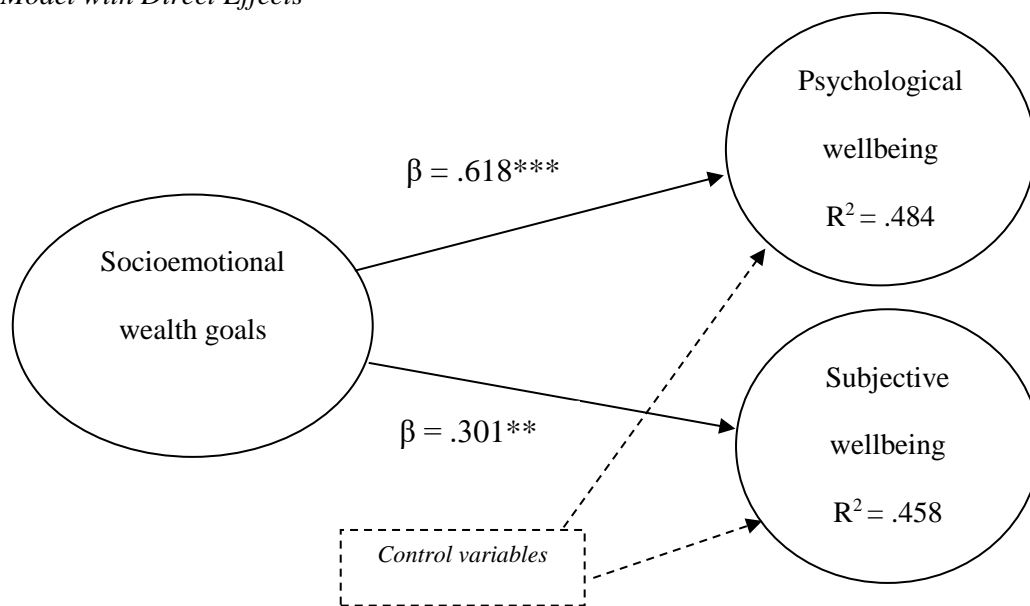 Model with Direct Effects
Psychological
wellbeing
R² = .484
β = .618***
Socioemotional
wealth goals
Subjective
wellbeing
R² = .458
β = .301**
Control variables